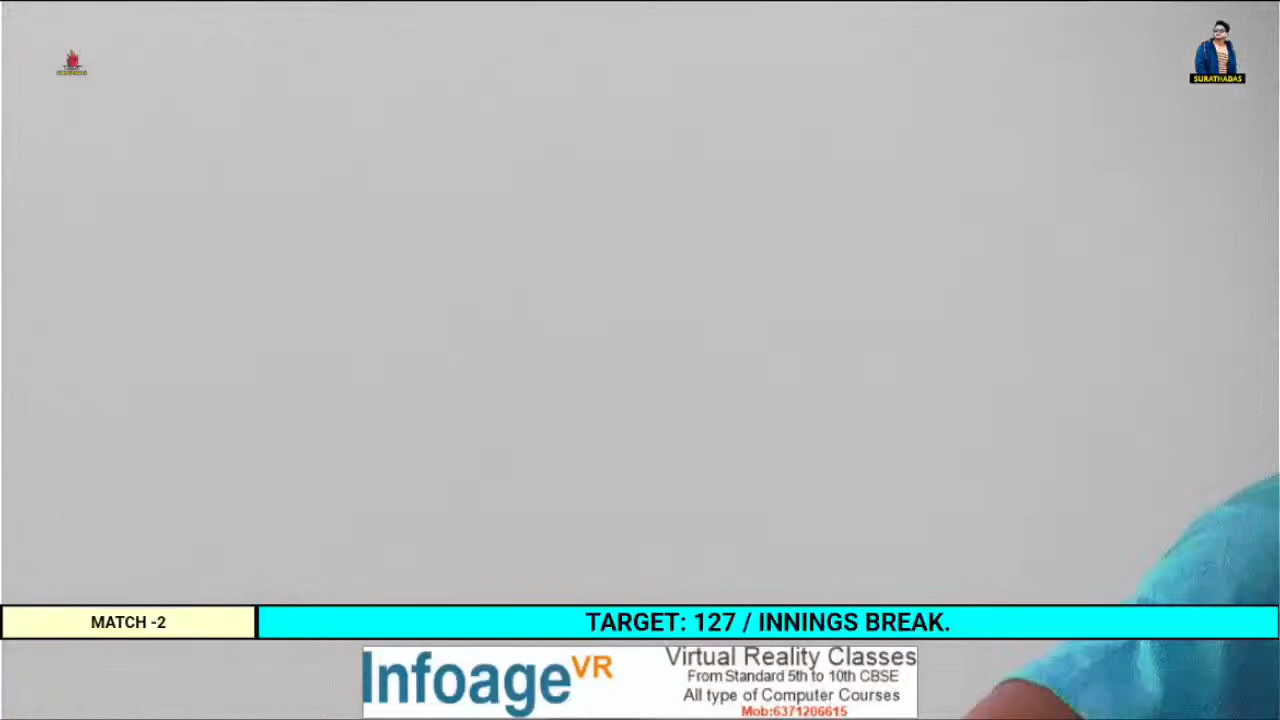 SURATHADAS
MATCH -2
TARGET: 127 / INNINGS BREAK.
InfoageVR
Virtual Reality Classes
From Standard 5th to 10th CBSE
All type of Computer Courses
Mob:6371206615